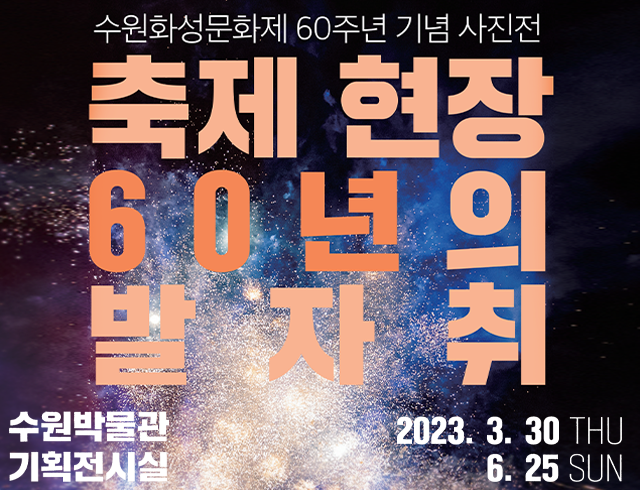 수원화성문화제 60주년 기념 사진전
축제 현장
60년의
발자취
수원박물관
기획전시실
2023. 3. 30 THU
6. 25 SUN